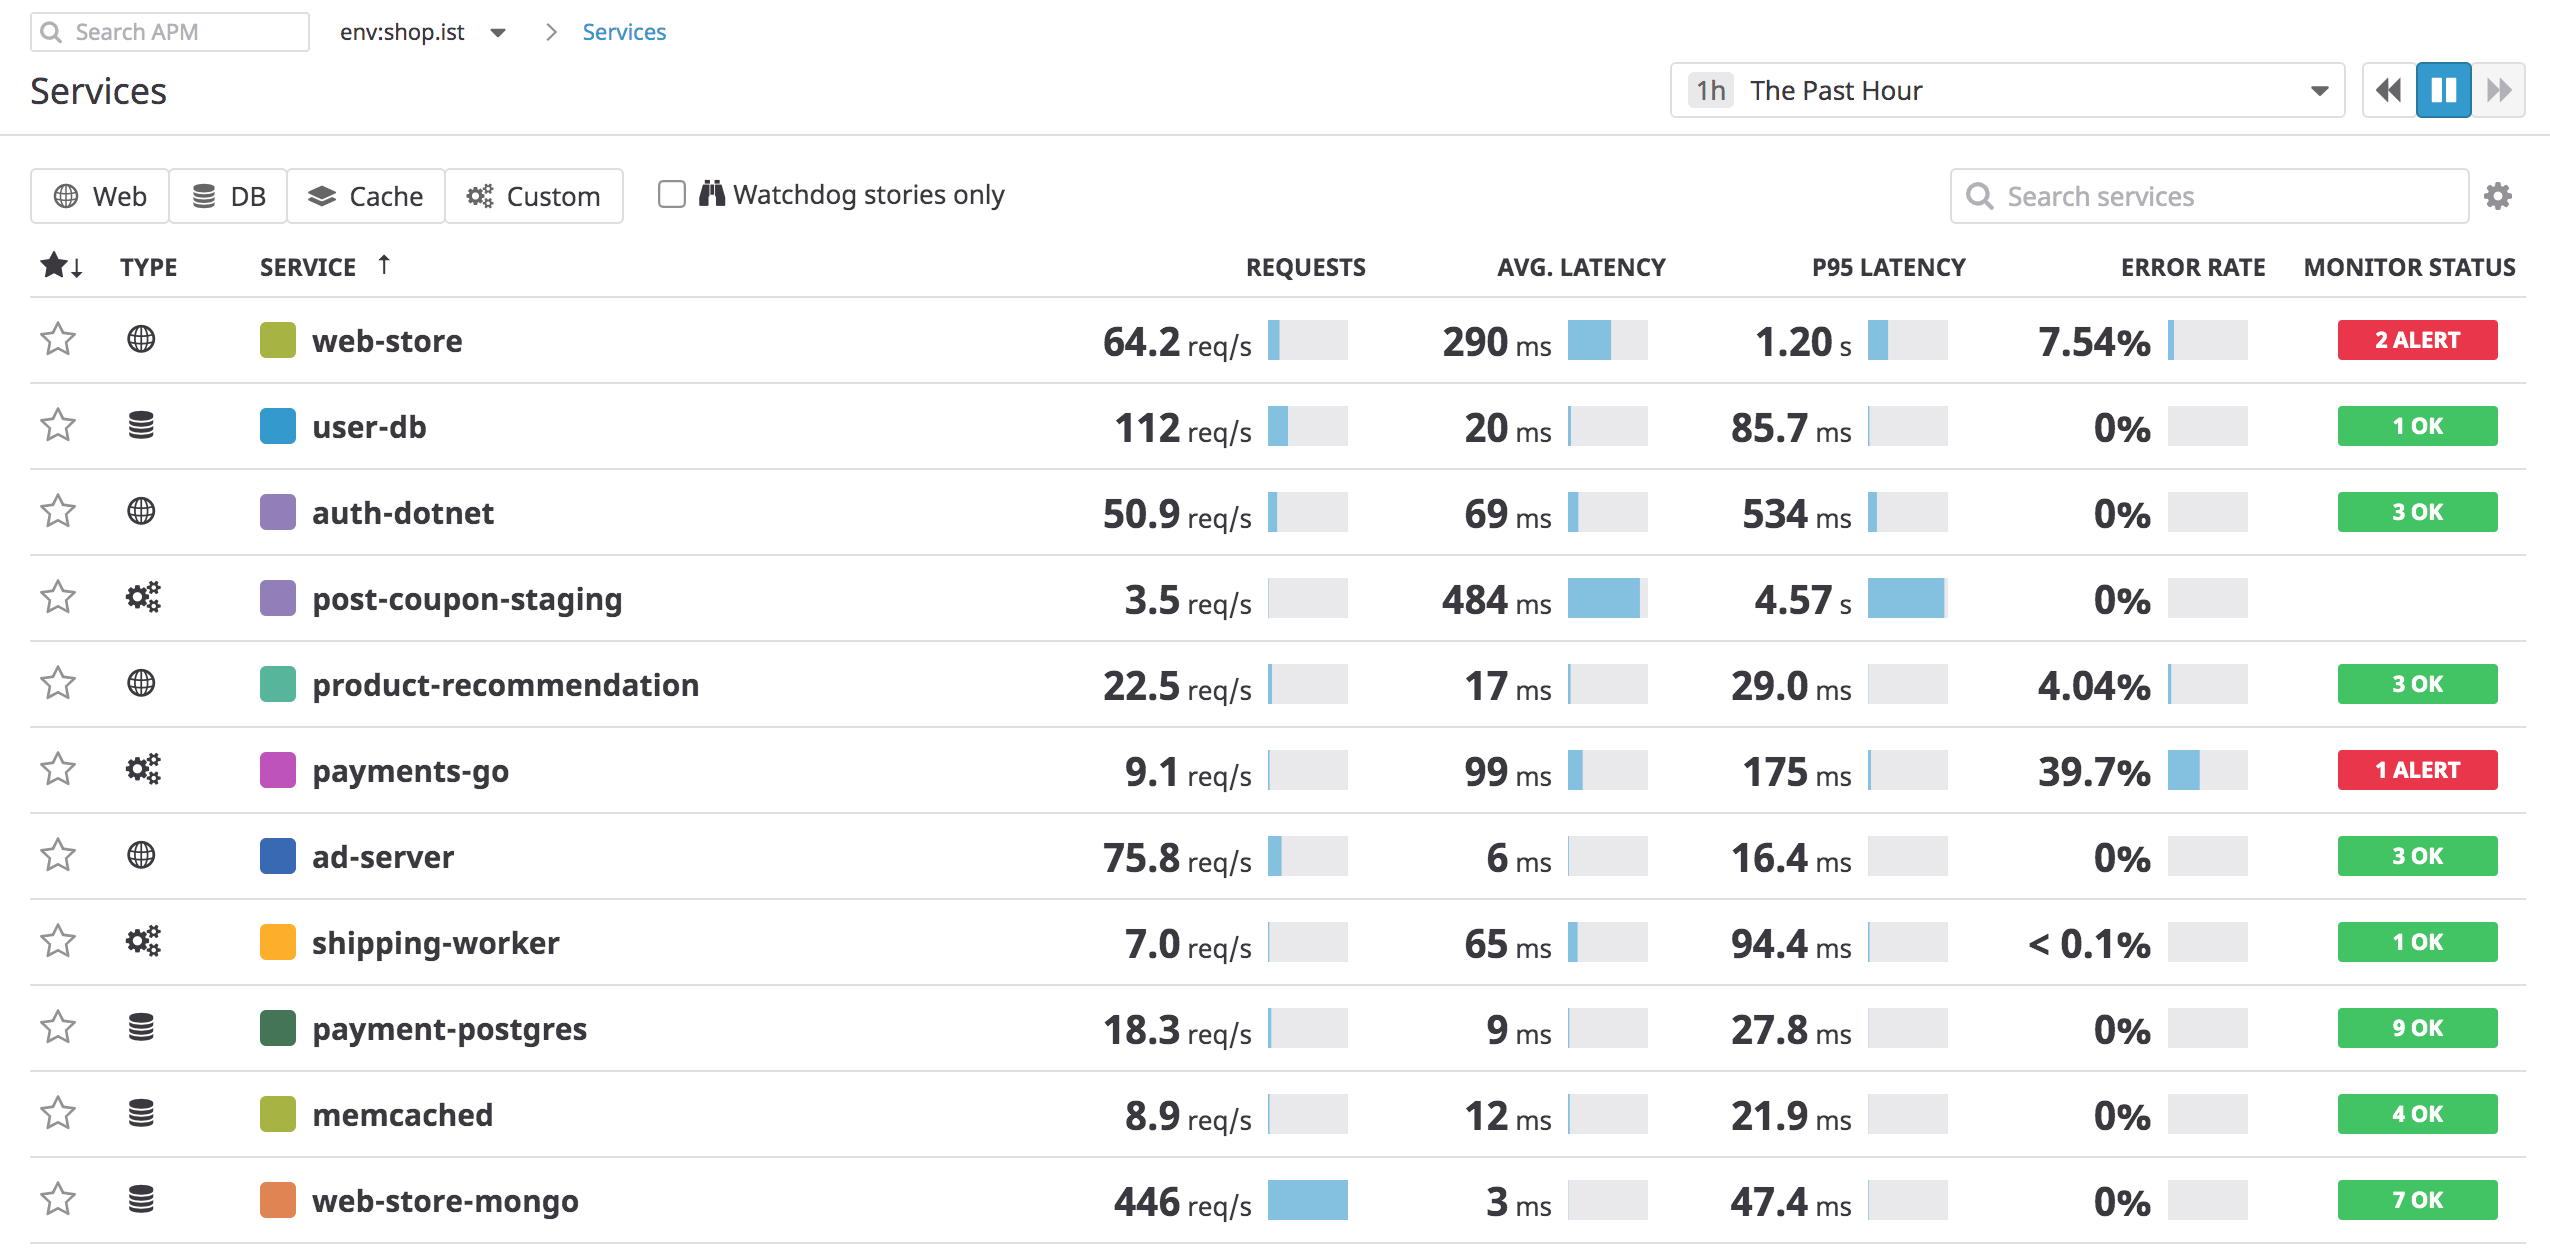 Search APM env:shop.ist Services
Services
1h The Past Hour
Web DB Cache Custom Watchdog stories only Search services
TYPE SERVICE ↑ REQUESTS AVG. LATENCY P95 LATENCY ERROR RATE MONITOR STATUS
web-store 64.2 req/s 290 ms 1.20 s 7.54% 2 ALERT
user-db 112 req/s 20 ms 85.7 ms 0% 1 OK
auth-dotnet 50.9 req/s 69 ms 534 ms 0% 3 OK
post-coupon-staging 3.5 req/s 484 ms 4.57 s 0%
product-recommendation 22.5 req/s 17 ms 29.0 ms 4.04% 3 OK
payments-go 9.1 req/s 99 ms 175 ms 39.7% 1 ALERT
ad-server 75.8 req/s 6 ms 16.4 ms 0% 3 OK
shipping-worker 7.0 req/s 65 ms 94.4 ms < 0.1% 1 OK
payment-postgres 18.3 req/s 9 ms 27.8 ms 0% 9 OK
memcached 8.9 req/s 12 ms 21.9 ms 0% 4 OK
web-store-mongo 446 req/s 3 ms 47.4 ms 0% 7 OK